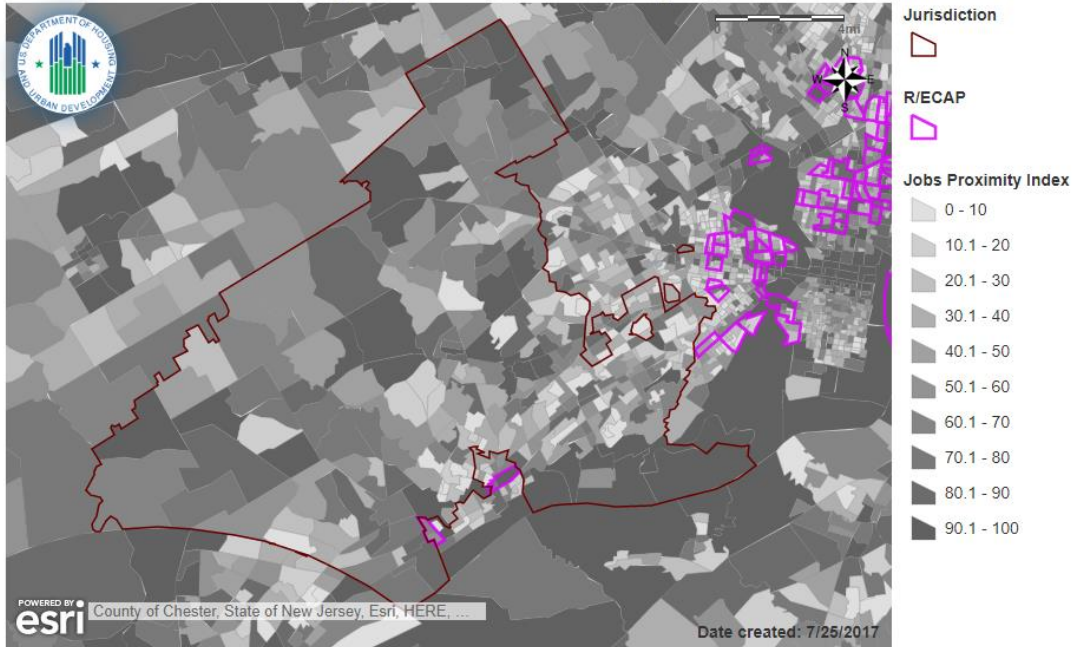 US DEPARTMENT OF HOUSING
AND URBAN DEVELOPMENT
0
4mi
N
W E
S
POWERED BY
esri
County of Chester, State of New Jersey, Esri, HERE, ...
Date created: 7/25/2017
Jurisdiction
R/ECAP
Jobs Proximity Index
0 - 10
10.1 - 20
20.1 - 30
30.1 - 40
40.1 - 50
50.1 - 60
60.1 - 70
70.1 - 80
80.1 - 90
90.1 - 100